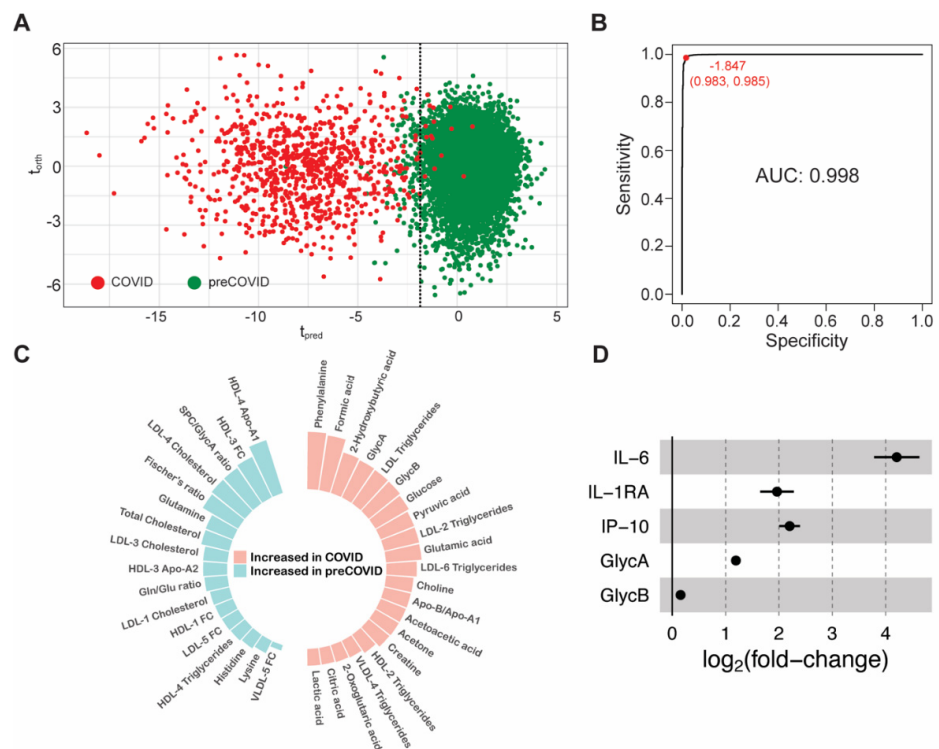 A
6
3
0
-3
-6
t_orth
-15
-10
-5
0
5
t_pred
COVID
preCOVID
B
1.0
0.8
0.6
0.4
0.2
0.0
Sensitivity
-1.847
(0.983, 0.985)
AUC: 0.998
0.0
0.2
0.4
0.6
0.8
1.0
Specificity
C
HDL-4 Apo-A1
HDL-3 FC
SPC/GlycA ratio
LDL-4 Cholesterol
Fischer's ratio
Glutamine
Total Cholesterol
LDL-3 Cholesterol
HDL-3 Apo-A2
Gln/Glu ratio
LDL-1 Cholesterol
HDL-1 FC
LDL-5 FC
HDL-4 Triglycerides
Histidine
Lysine
VLDL-5 FC
Phenylalanine
Formic acid
2-Hydroxybutyric acid
GlycA
LDL Triglycerides
GlycB
Glucose
Pyruvic acid
LDL-2 Triglycerides
Glutamic acid
LDL-6 Triglycerides
Choline
Apo-B/Apo-A1
Acetoacetic acid
Acetone
Creatine
HDL-2 Triglycerides
VLDL-4 Triglycerides
2-Oxoglutaric acid
Citric acid
Lactic acid
Increased in COVID
Increased in preCOVID
D
IL-6
IL-1RA
IP-10
GlycA
GlycB
0
1
2
3
4
log₂(fold−change)